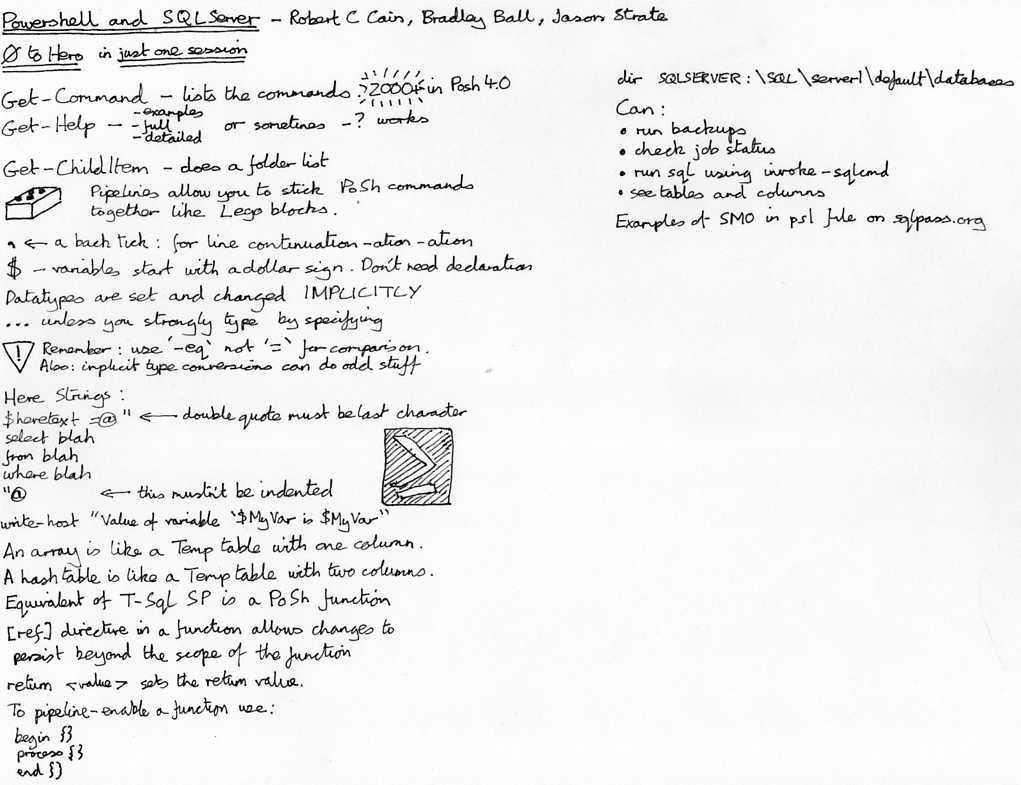 Powershell and SQLServer – Robert C Cain, Bradley Ball, Jason Strate
0 to Hero in just one session
Get-Command – lists the commands : 2000+ in Posh 4.0
Get-Help – -examples
-full
-detailed
or sometimes -? works
Get-ChildItem – does a folder list
Pipelines allow you to stick PoSh commands
together like Lego blocks.
` ← a back tick : for line continuation-ation-ation
$ – variables start with a dollar sign. Don't need declaration
Datatypes are set and changed IMPLICITLY
... unless you strongly type by specifying
! Remember : use '-eq' not '=' for comparison.
Also : implicit type conversions can do odd stuff
Here Strings :
$heretext =@" ← double quote must be last character
select blah
from blah
where blah
"@ ← this mustn't be indented
write-host "Value of variable `$MyVar is $MyVar"
An array is like a Temp table with one column.
A hash table is like a Temp table with two columns.
Equivalent of T-Sql SP is a PoSh function
[ref] directive in a function allows changes to
persist beyond the scope of the function
return <value> sets the return value.
To pipeline-enable a function use :
begin {}
process {}
end {}
dir SQLSERVER:\SQL\server1\default\databases
Can :
• run backups
• check job status
• run sql using invoke-sqlcmd
• see tables and columns
Examples of SMO in ps1 file on sqlpass.org